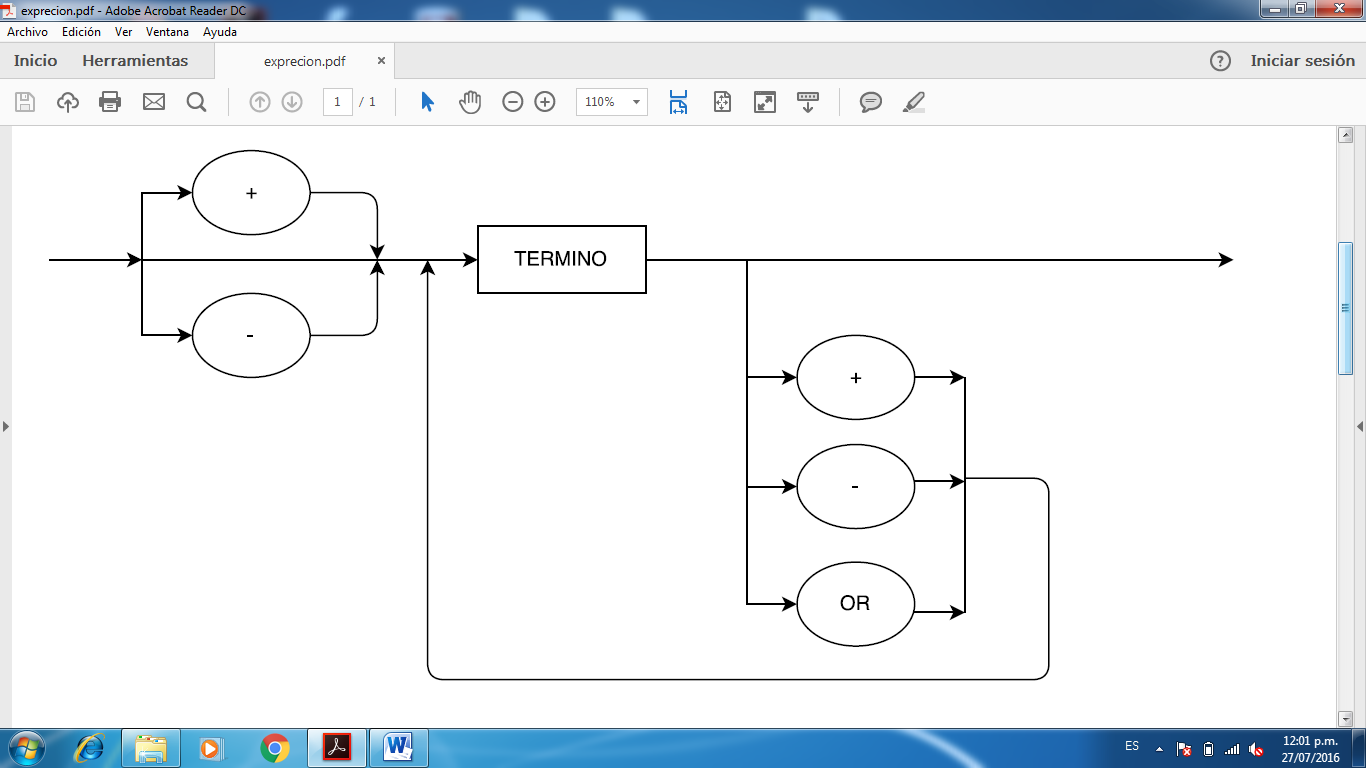 exprecion.pdf - Adobe Acrobat Reader DC
Archivo Edición Ver Ventana Ayuda
Inicio Herramientas exprecion.pdf × Iniciar sesión
1 / 1 110%
+
TERMINO
-
+
-
OR
ES 12:01 p.m.
27/07/2016